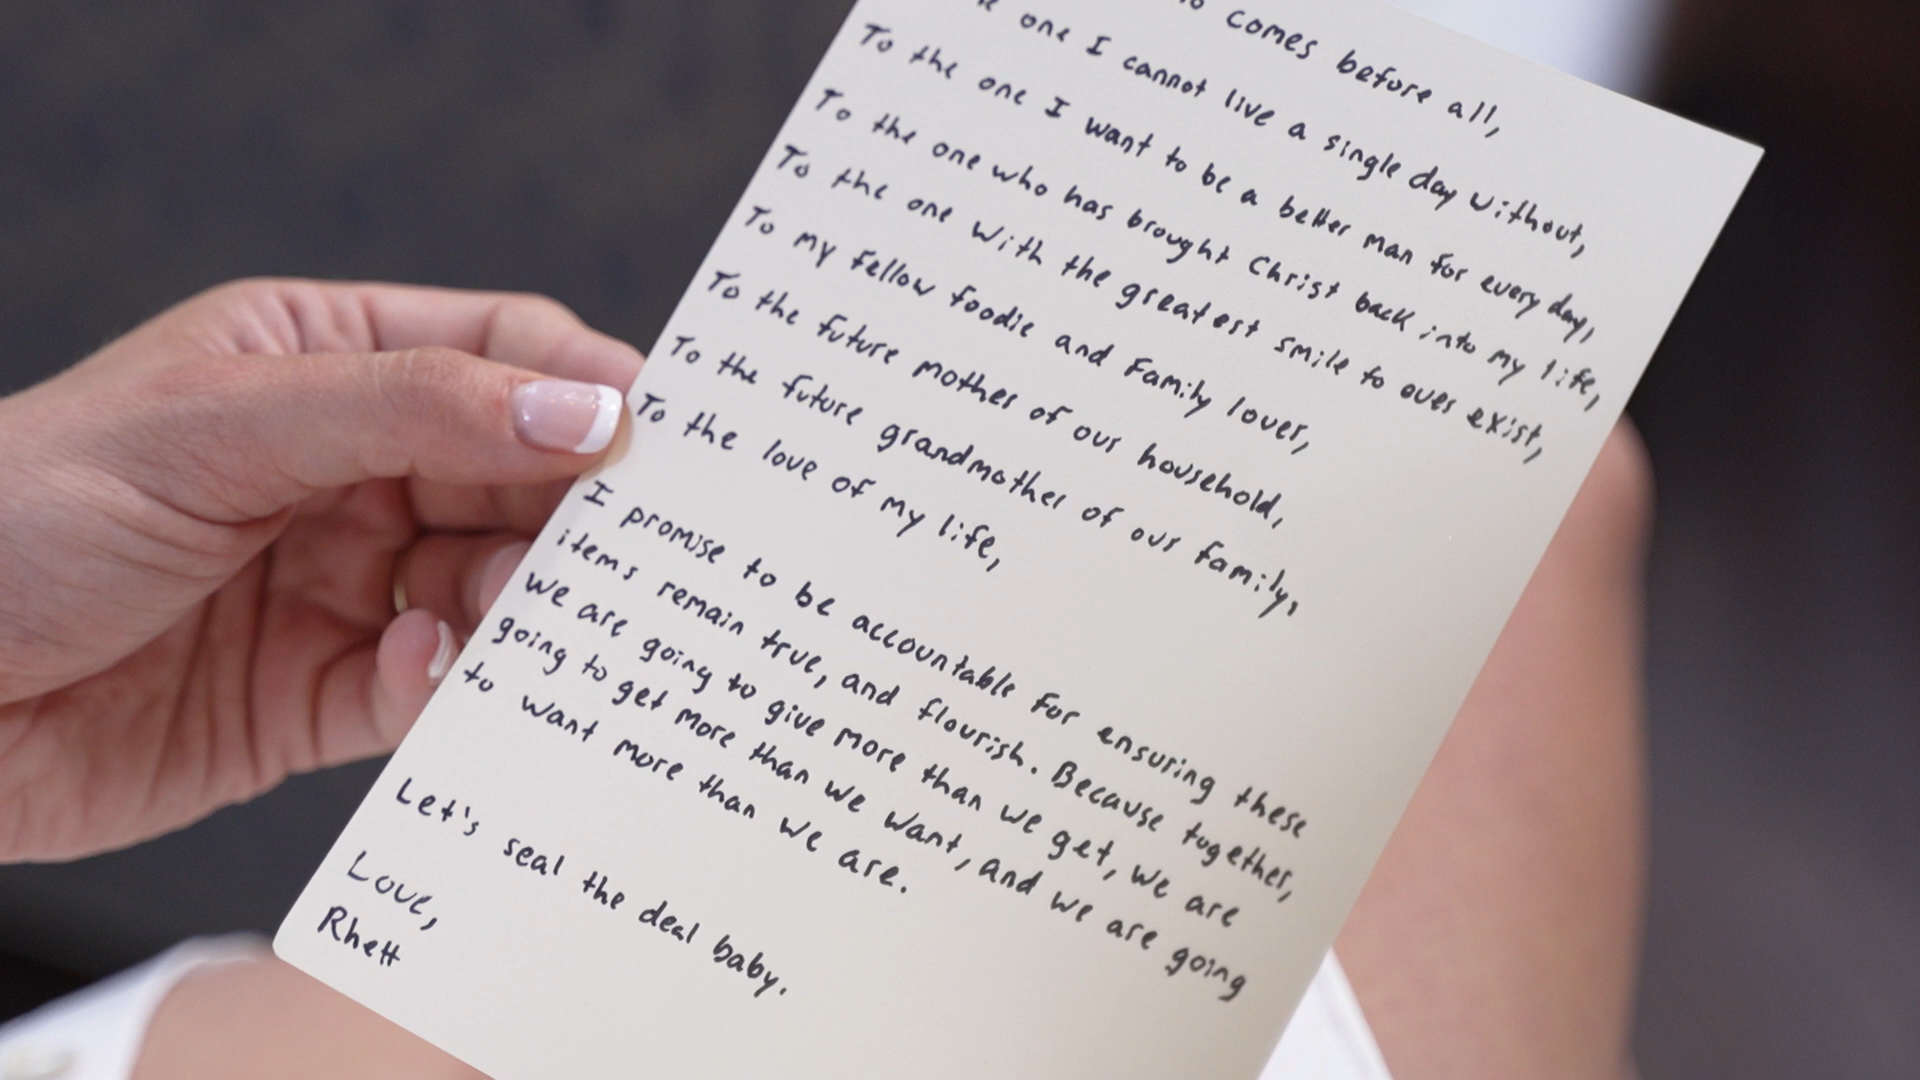 comes before all,
one I cannot live a single day without,
To the one I want to be a better man for every day,
To the one who has brought Christ back into my life,
To the one with the greatest smile to ever exist,
To my fellow foodie and family lover,
To the future mother of our household,
To the future grandmother of our family,
To the love of my life,
I promise to be accountable for ensuring these
items remain true, and flourish. Because together,
we are going to give more than we get, we are
going to get more than we want, and we are going
to want more than we are.
Let's seal the deal baby.
Love,
Rhett